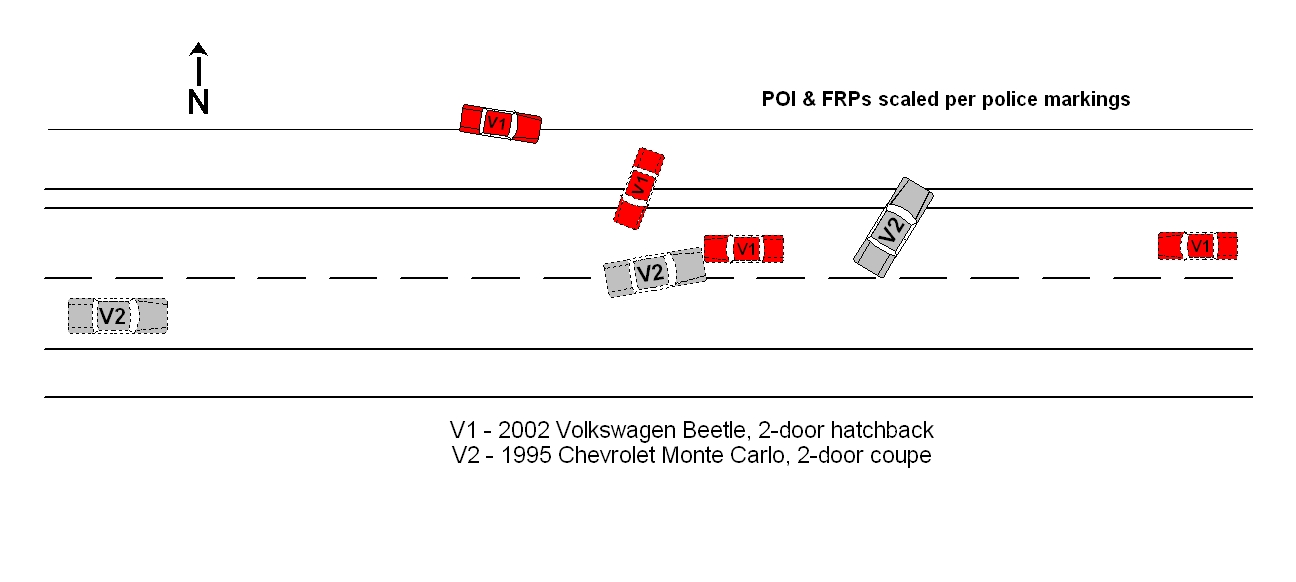 N
POI & FRPs scaled per police markings
V1
V1
V2
V1
V1
V2
V2
V1 - 2002 Volkswagen Beetle, 2-door hatchback
V2 - 1995 Chevrolet Monte Carlo, 2-door coupe